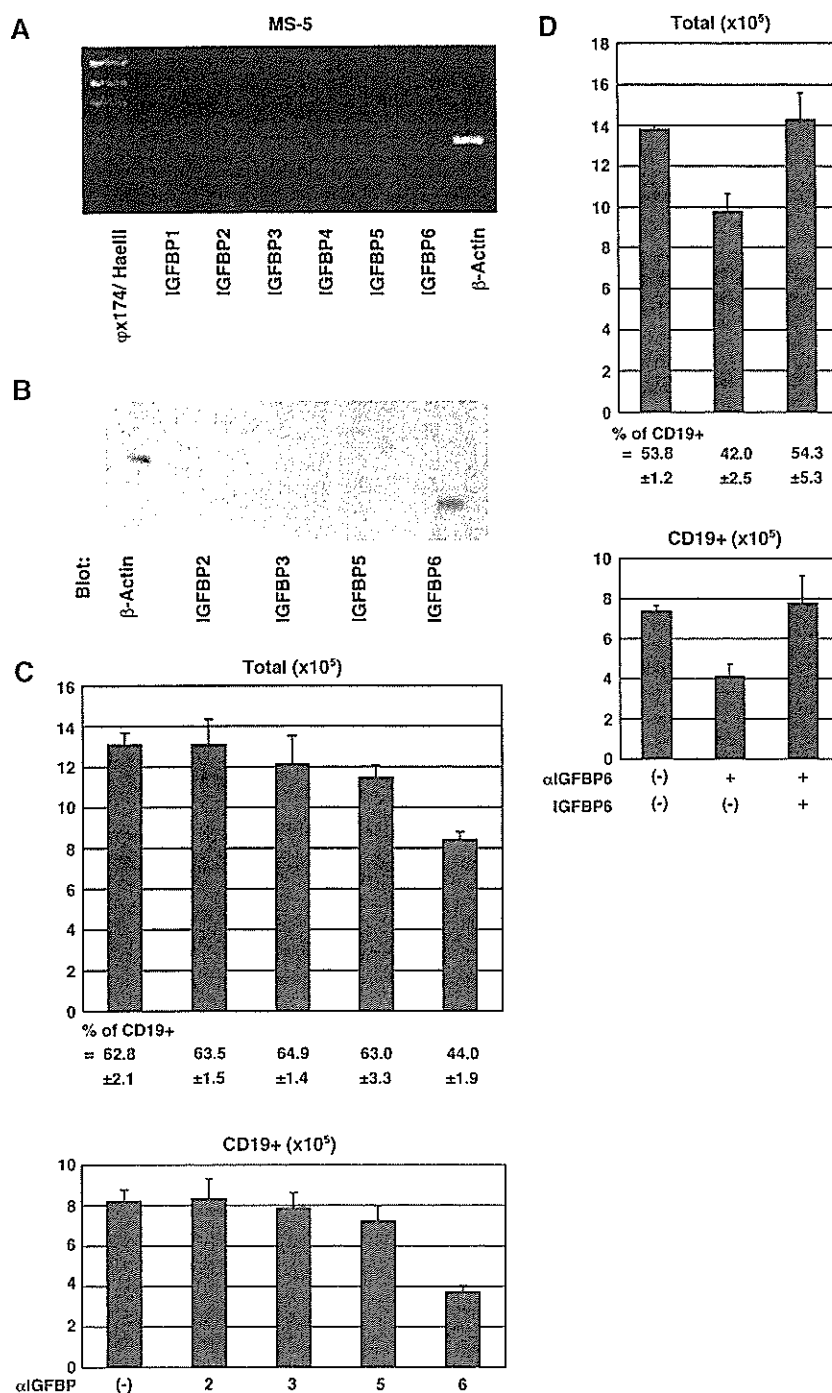 A
MS-5
φx174/ HaeIII
IGFBP1
IGFBP2
IGFBP3
IGFBP4
IGFBP5
IGFBP6
β-Actin
B
Blot:
β-Actin
IGFBP2
IGFBP3
IGFBP5
IGFBP6
C
Total (x10⁵)
16
14
12
10
8
6
4
2
0
% of CD19+
= 62.8 63.5 64.9 63.0 44.0
±2.1 ±1.5 ±1.4 ±3.3 ±1.9
CD19+ (x10⁵)
10
8
6
4
2
0
αIGFBP (-) 2 3 5 6
D
Total (x10⁵)
18
16
14
12
10
8
6
4
2
0
% of CD19+
= 53.8 42.0 54.3
±1.2 ±2.5 ±5.3
CD19+ (x10⁵)
8
6
4
2
0
αIGFBP6 (-) + +
IGFBP6 (-) (-) +